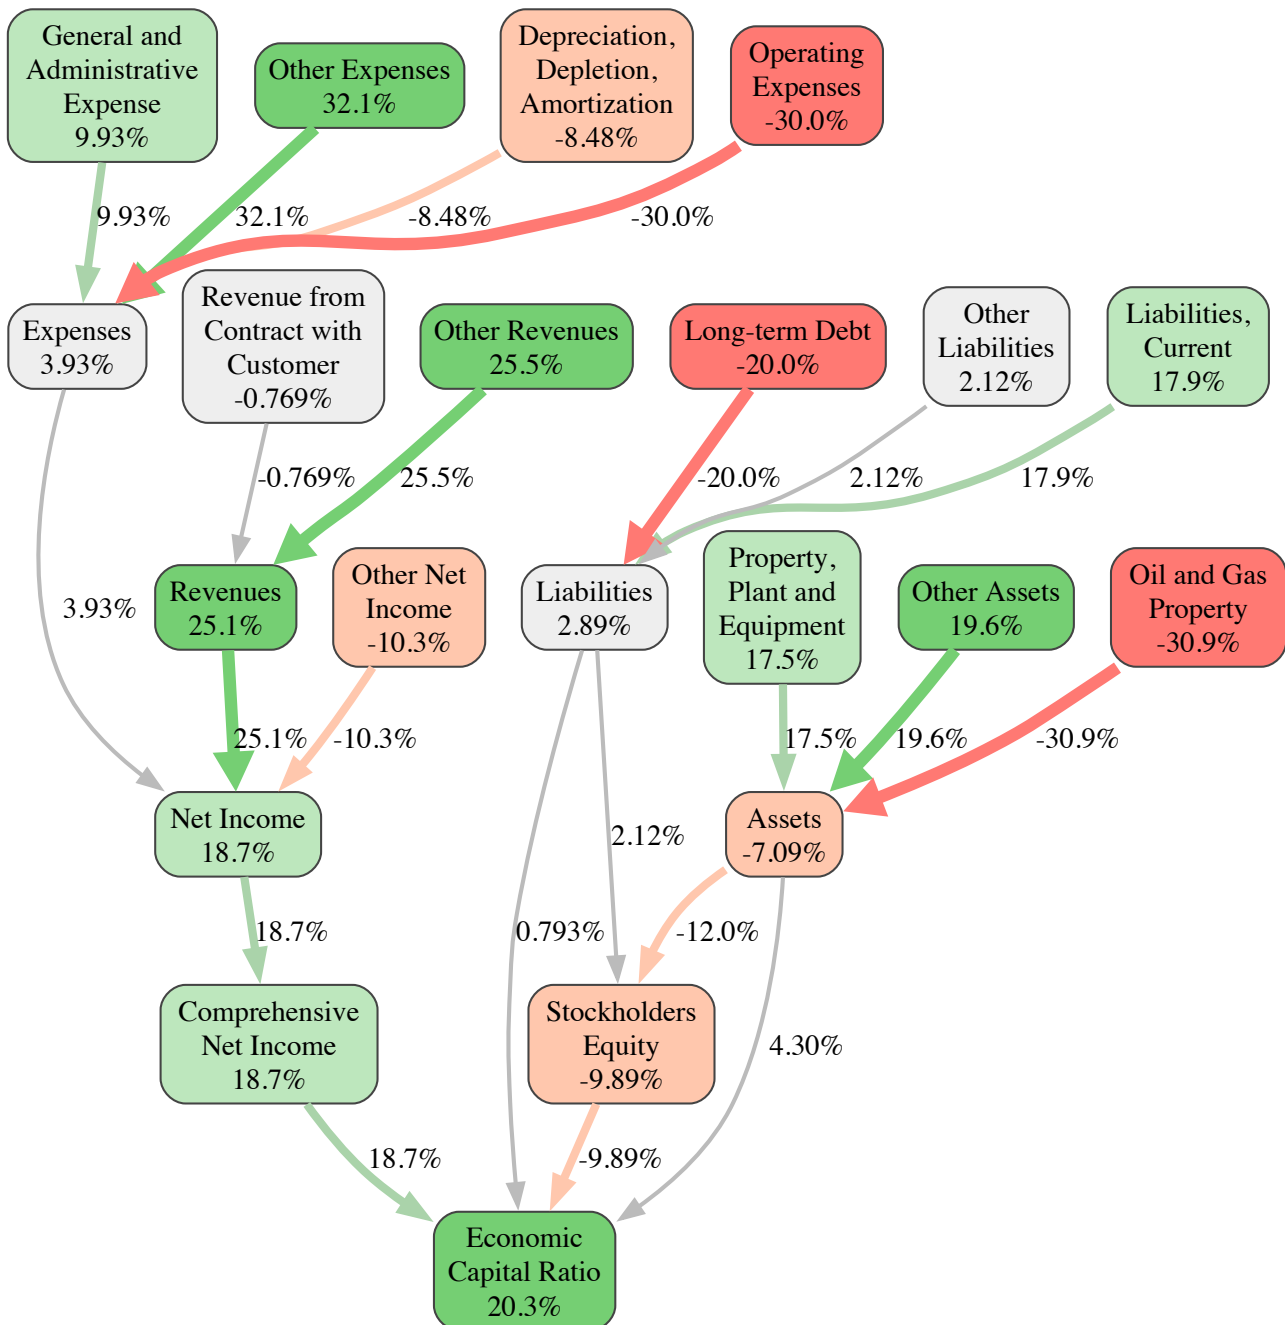 General and
Administrative
Expense
9.93%
Other Expenses
32.1%
Depreciation,
Depletion,
Amortization
-8.48%
Operating
Expenses
-30.0%
9.93%
32.1%
-8.48%
-30.0%
Expenses
3.93%
Revenue from
Contract with
Customer
-0.769%
Other Revenues
25.5%
Long-term Debt
-20.0%
Other
Liabilities
2.12%
Liabilities,
Current
17.9%
-0.769%
25.5%
-20.0%
2.12%
17.9%
3.93%
Revenues
25.1%
Other Net
Income
-10.3%
Liabilities
2.89%
Property,
Plant and
Equipment
17.5%
Other Assets
19.6%
Oil and Gas
Property
-30.9%
25.1%
-10.3%
17.5%
19.6%
-30.9%
Net Income
18.7%
2.12%
Assets
-7.09%
18.7%
0.793%
-12.0%
Comprehensive
Net Income
18.7%
Stockholders
Equity
-9.89%
4.30%
18.7%
-9.89%
Economic
Capital Ratio
20.3%